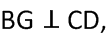 BG ⊥ CD,